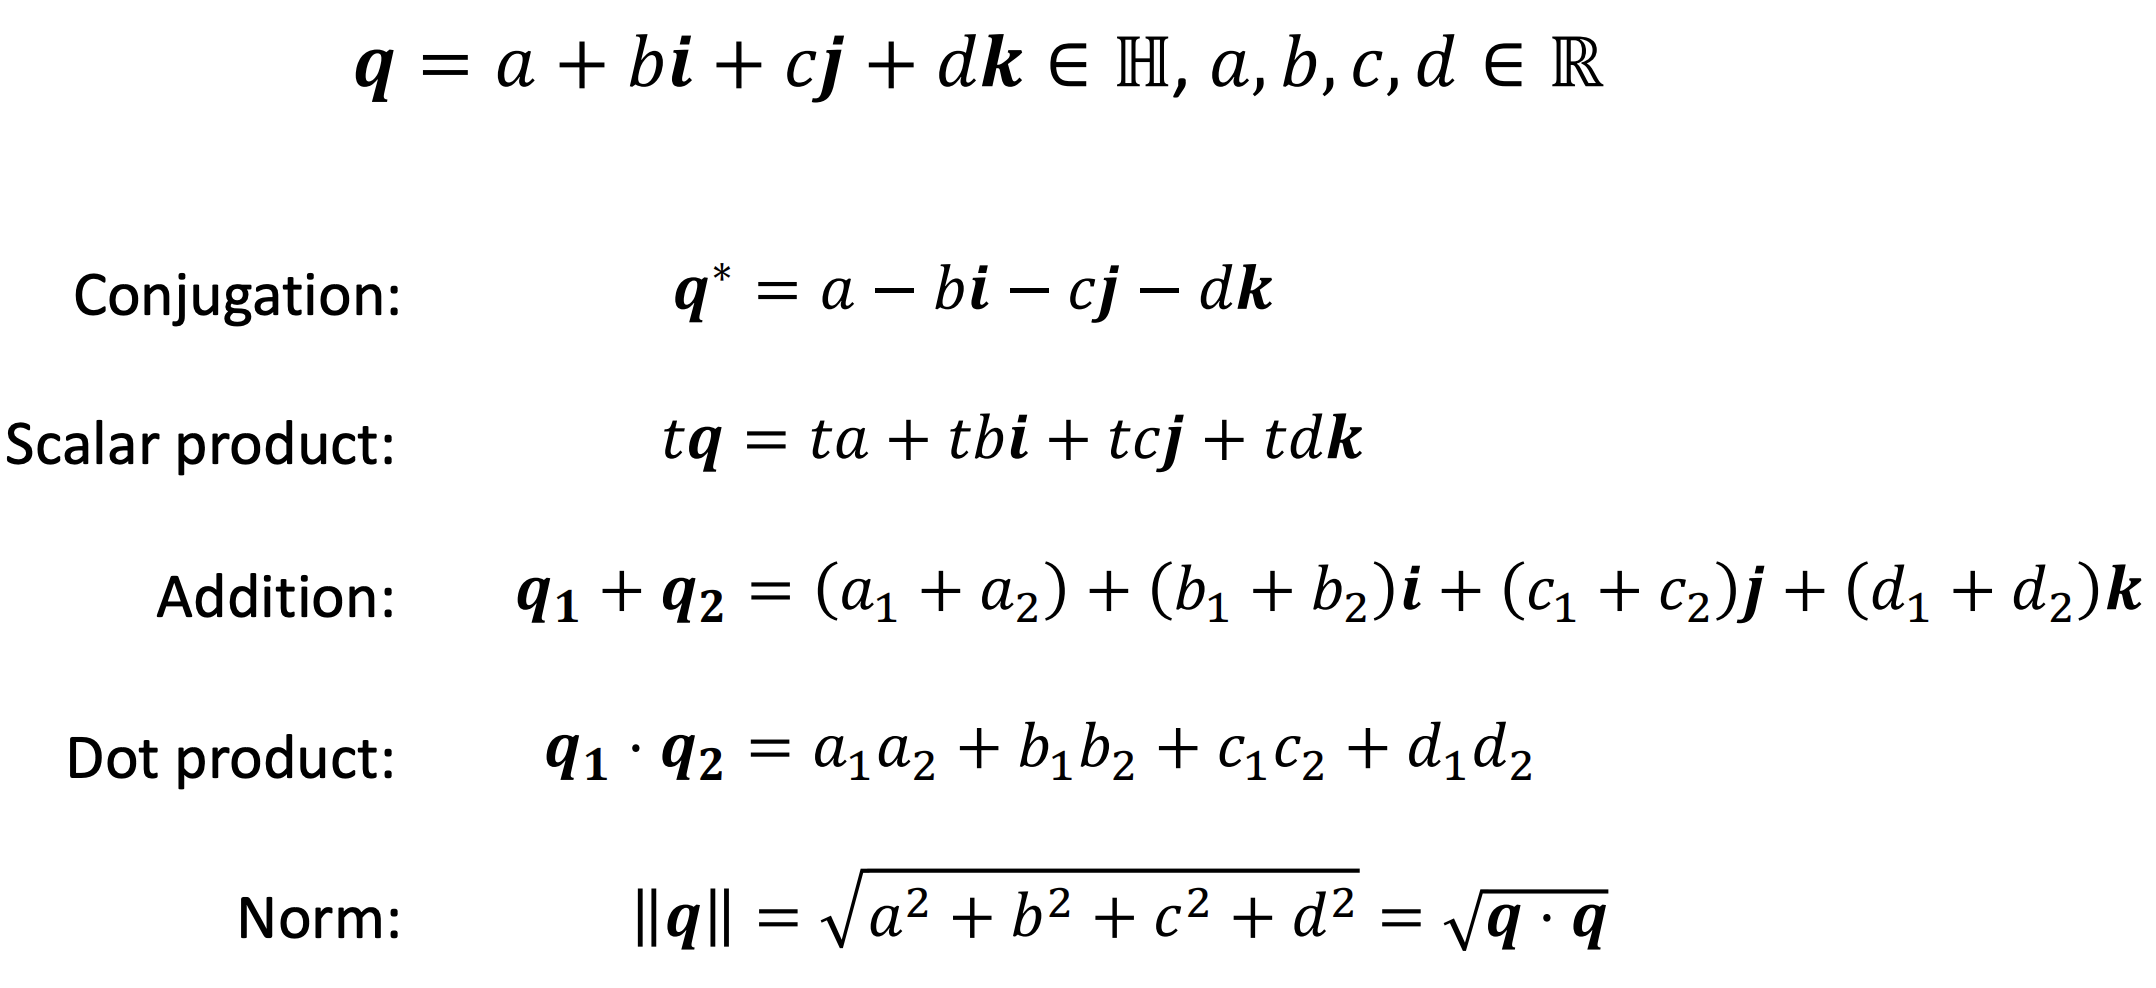 q = a + bi + cj + dk ∈ ℍ, a, b, c, d ∈ ℝ
Conjugation: q* = a − bi − cj − dk
Scalar product: tq = ta + tbi + tcj + tdk
Addition: q₁ + q₂ = (a₁ + a₂) + (b₁ + b₂)i + (c₁ + c₂)j + (d₁ + d₂)k
Dot product: q₁ · q₂ = a₁a₂ + b₁b₂ + c₁c₂ + d₁d₂
Norm: ‖q‖ = √(a² + b² + c² + d²) = √(q · q)